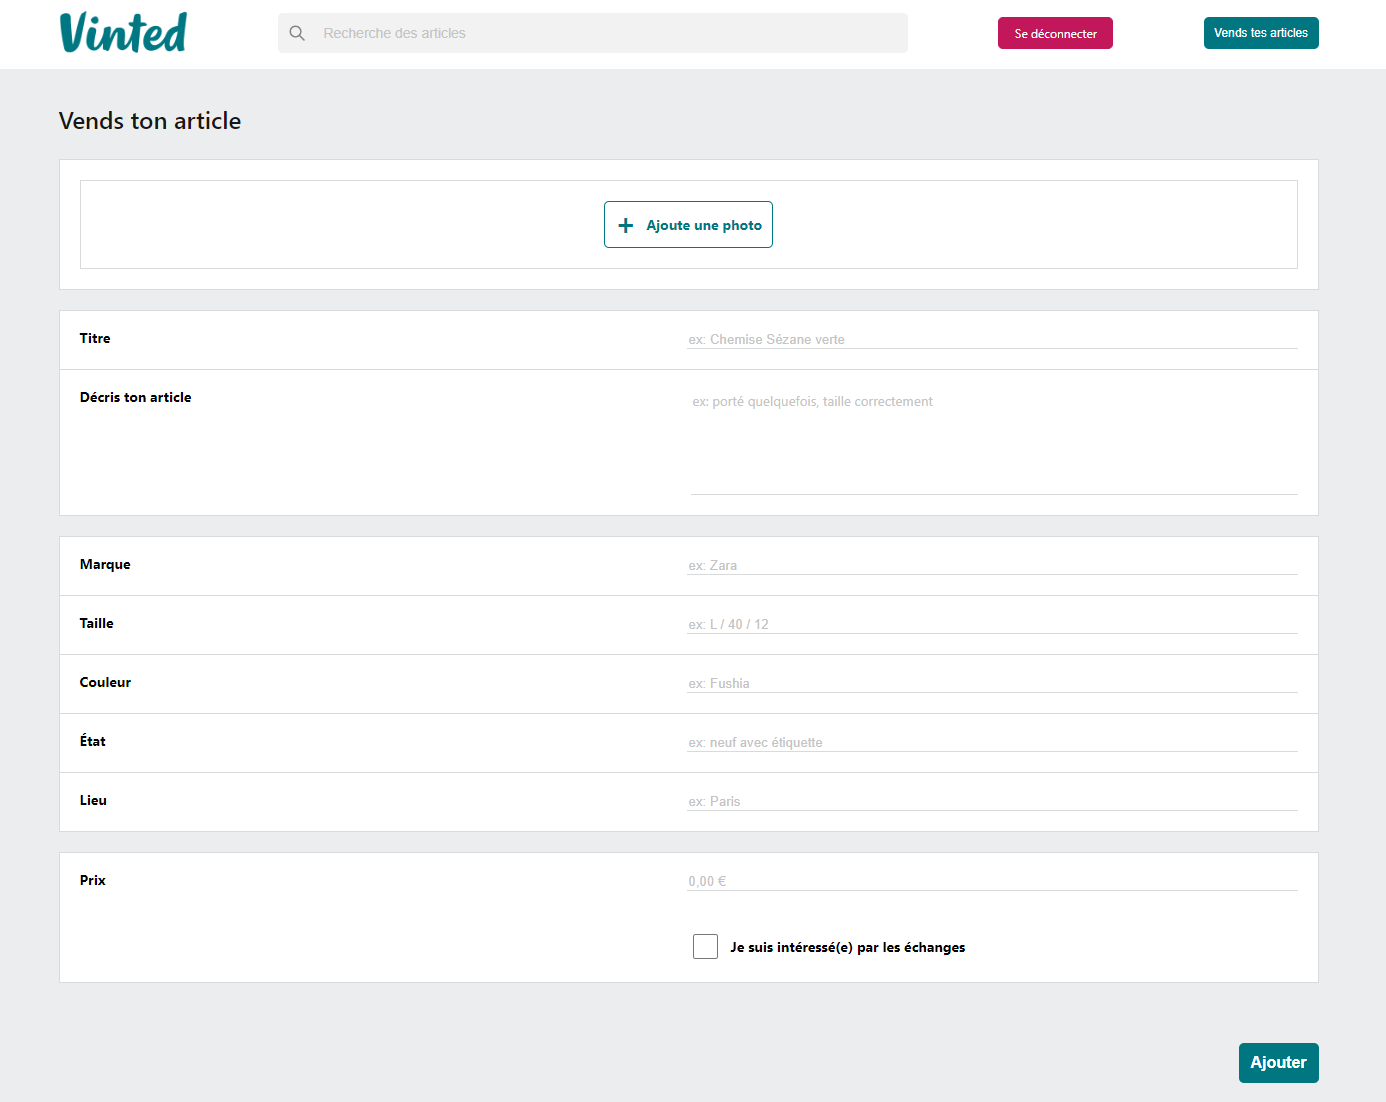 Vinted
Recherche des articles
Se déconnecter
Vends tes articles
Vends ton article
+ Ajoute une photo
Titre
ex: Chemise Sézane verte
Décris ton article
ex: porté quelquefois, taille correctement
Marque
ex: Zara
Taille
ex: L / 40 / 12
Couleur
ex: Fushia
État
ex: neuf avec étiquette
Lieu
ex: Paris
Prix
0,00 €
Je suis intéressé(e) par les échanges
Ajouter